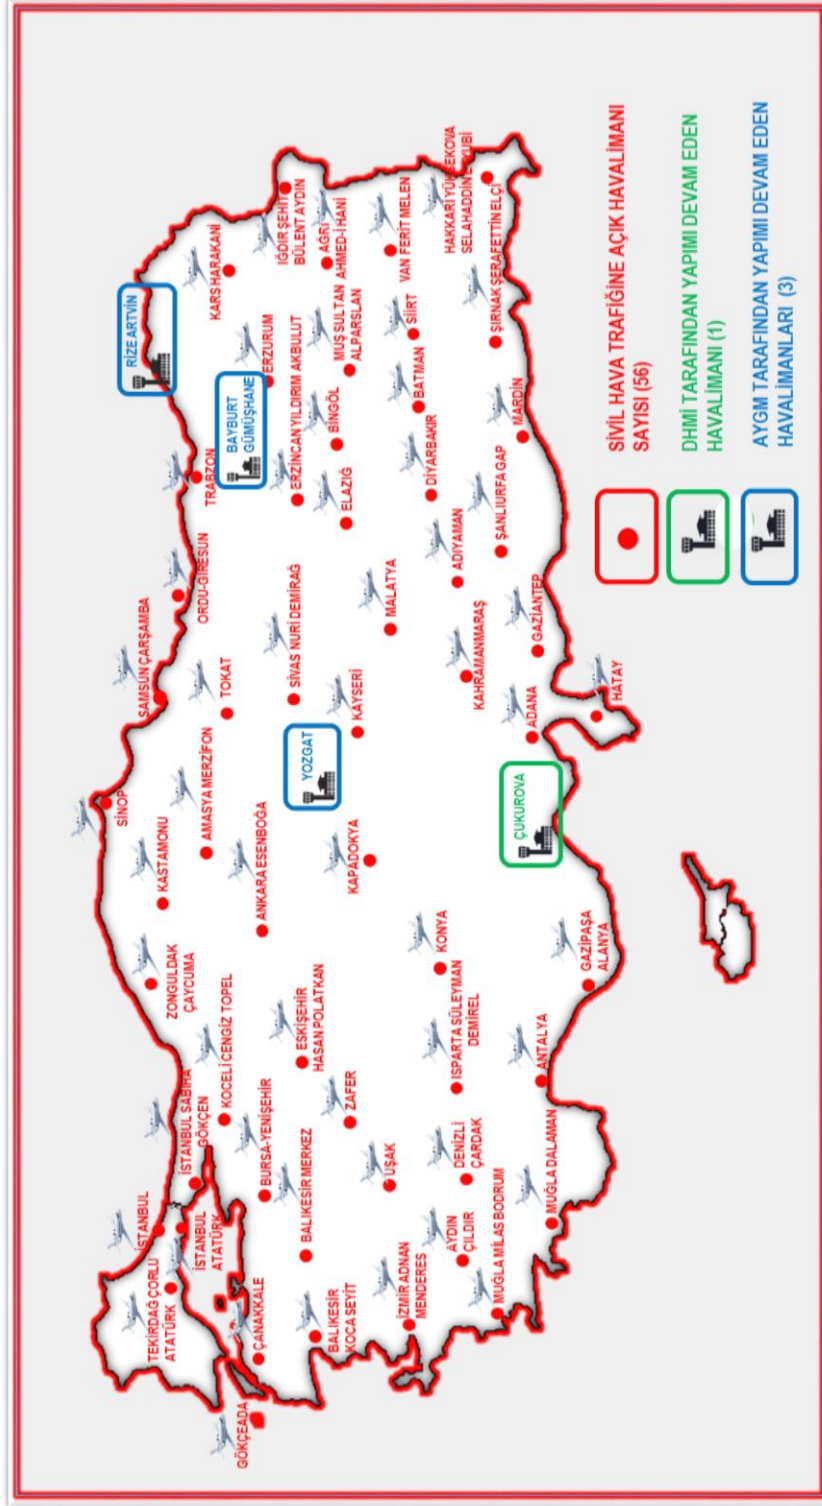 TEKİRDAĞ ÇORLU
ATATÜRK
İSTANBUL
İSTANBUL
ATATÜRK
İSTANBUL SABİHA
GÖKÇEN
KOCELİ CENGİZ TOPEL
ZONGULDAK
ÇAYCUMA
KASTAMONU
SİNOP
SAMSUN ÇARŞAMBA
AMASYA MERZİFON
TOKAT
ORDU-GİRESUN
TRABZON
RİZE ARTVİN
BAYBURT
GÜMÜŞHANE
ERZURUM
KARS HARAKANİ
IĞDIR ŞEHİT
BÜLENT AYDIN
AĞRI
AHMED-İ HANİ
GÖKÇEADA
ÇANAKKALE
BURSA-YENİŞEHİR
BALIKESİR MERKEZ
BALIKESİR
KOCA SEYİT
ESKİŞEHİR
HASAN POLATKAN
ANKARA ESENBOĞA
YOZGAT
SİVAS NURİ DEMİRAĞ
ERZİNCAN YILDIRIM AKBULUT
BİNGÖL
MUŞ SULTAN
ALPARSLAN
ELAZIĞ
ZAFER
UŞAK
KAPADOKYA
KAYSERİ
MALATYA
DİYARBAKIR
BATMAN
SİİRT
VAN FERİT MELEN
HAKKARİ YÜKSEKOVA
SELAHADDİN
ŞIRNAK ŞERAFETTİN ELÇİ
İZMİR ADNAN
MENDERES
AYDIN
ÇILDIR
DENİZLİ
ÇARDAK
ISPARTA SÜLEYMAN
DEMİREL
KONYA
KAHRAMANMARAŞ
ADIYAMAN
ŞANLIURFA GAP
MARDİN
MUĞLA MİLAS BODRUM
MUĞLA DALAMAN
ANTALYA
GAZİPAŞA
ALANYA
ÇUKUROVA
ADANA
GAZİANTEP
HATAY
SİVİL HAVA TRAFİĞİNE AÇIK HAVALİMANI
SAYISI (56)
DHMİ TARAFINDAN YAPIMI DEVAM EDEN
HAVALİMANI (1)
AYGM TARAFINDAN YAPIMI DEVAM EDEN
HAVALİMANLARI (3)